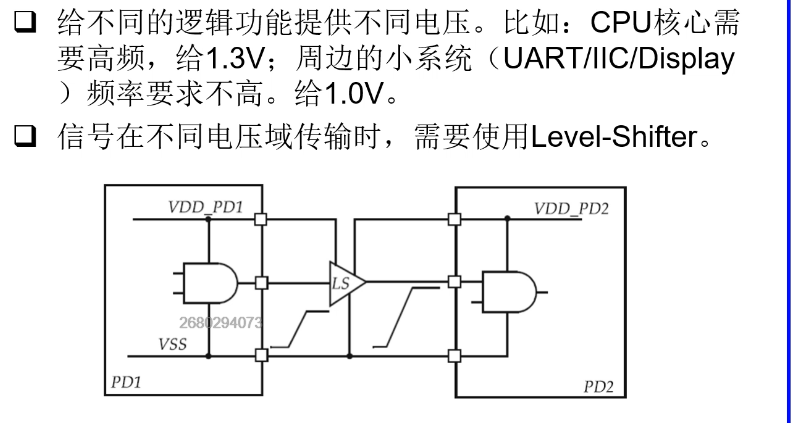 给不同的逻辑功能提供不同电压。比如：CPU核心需
要高频，给1.3V；周边的小系统（UART/IIC/Display
）频率要求不高。给1.0V。
信号在不同电压域传输时，需要使用Level-Shifter。
VDD_PD1
VDD_PD2
LS
2680294073
VSS
PD1
PD2